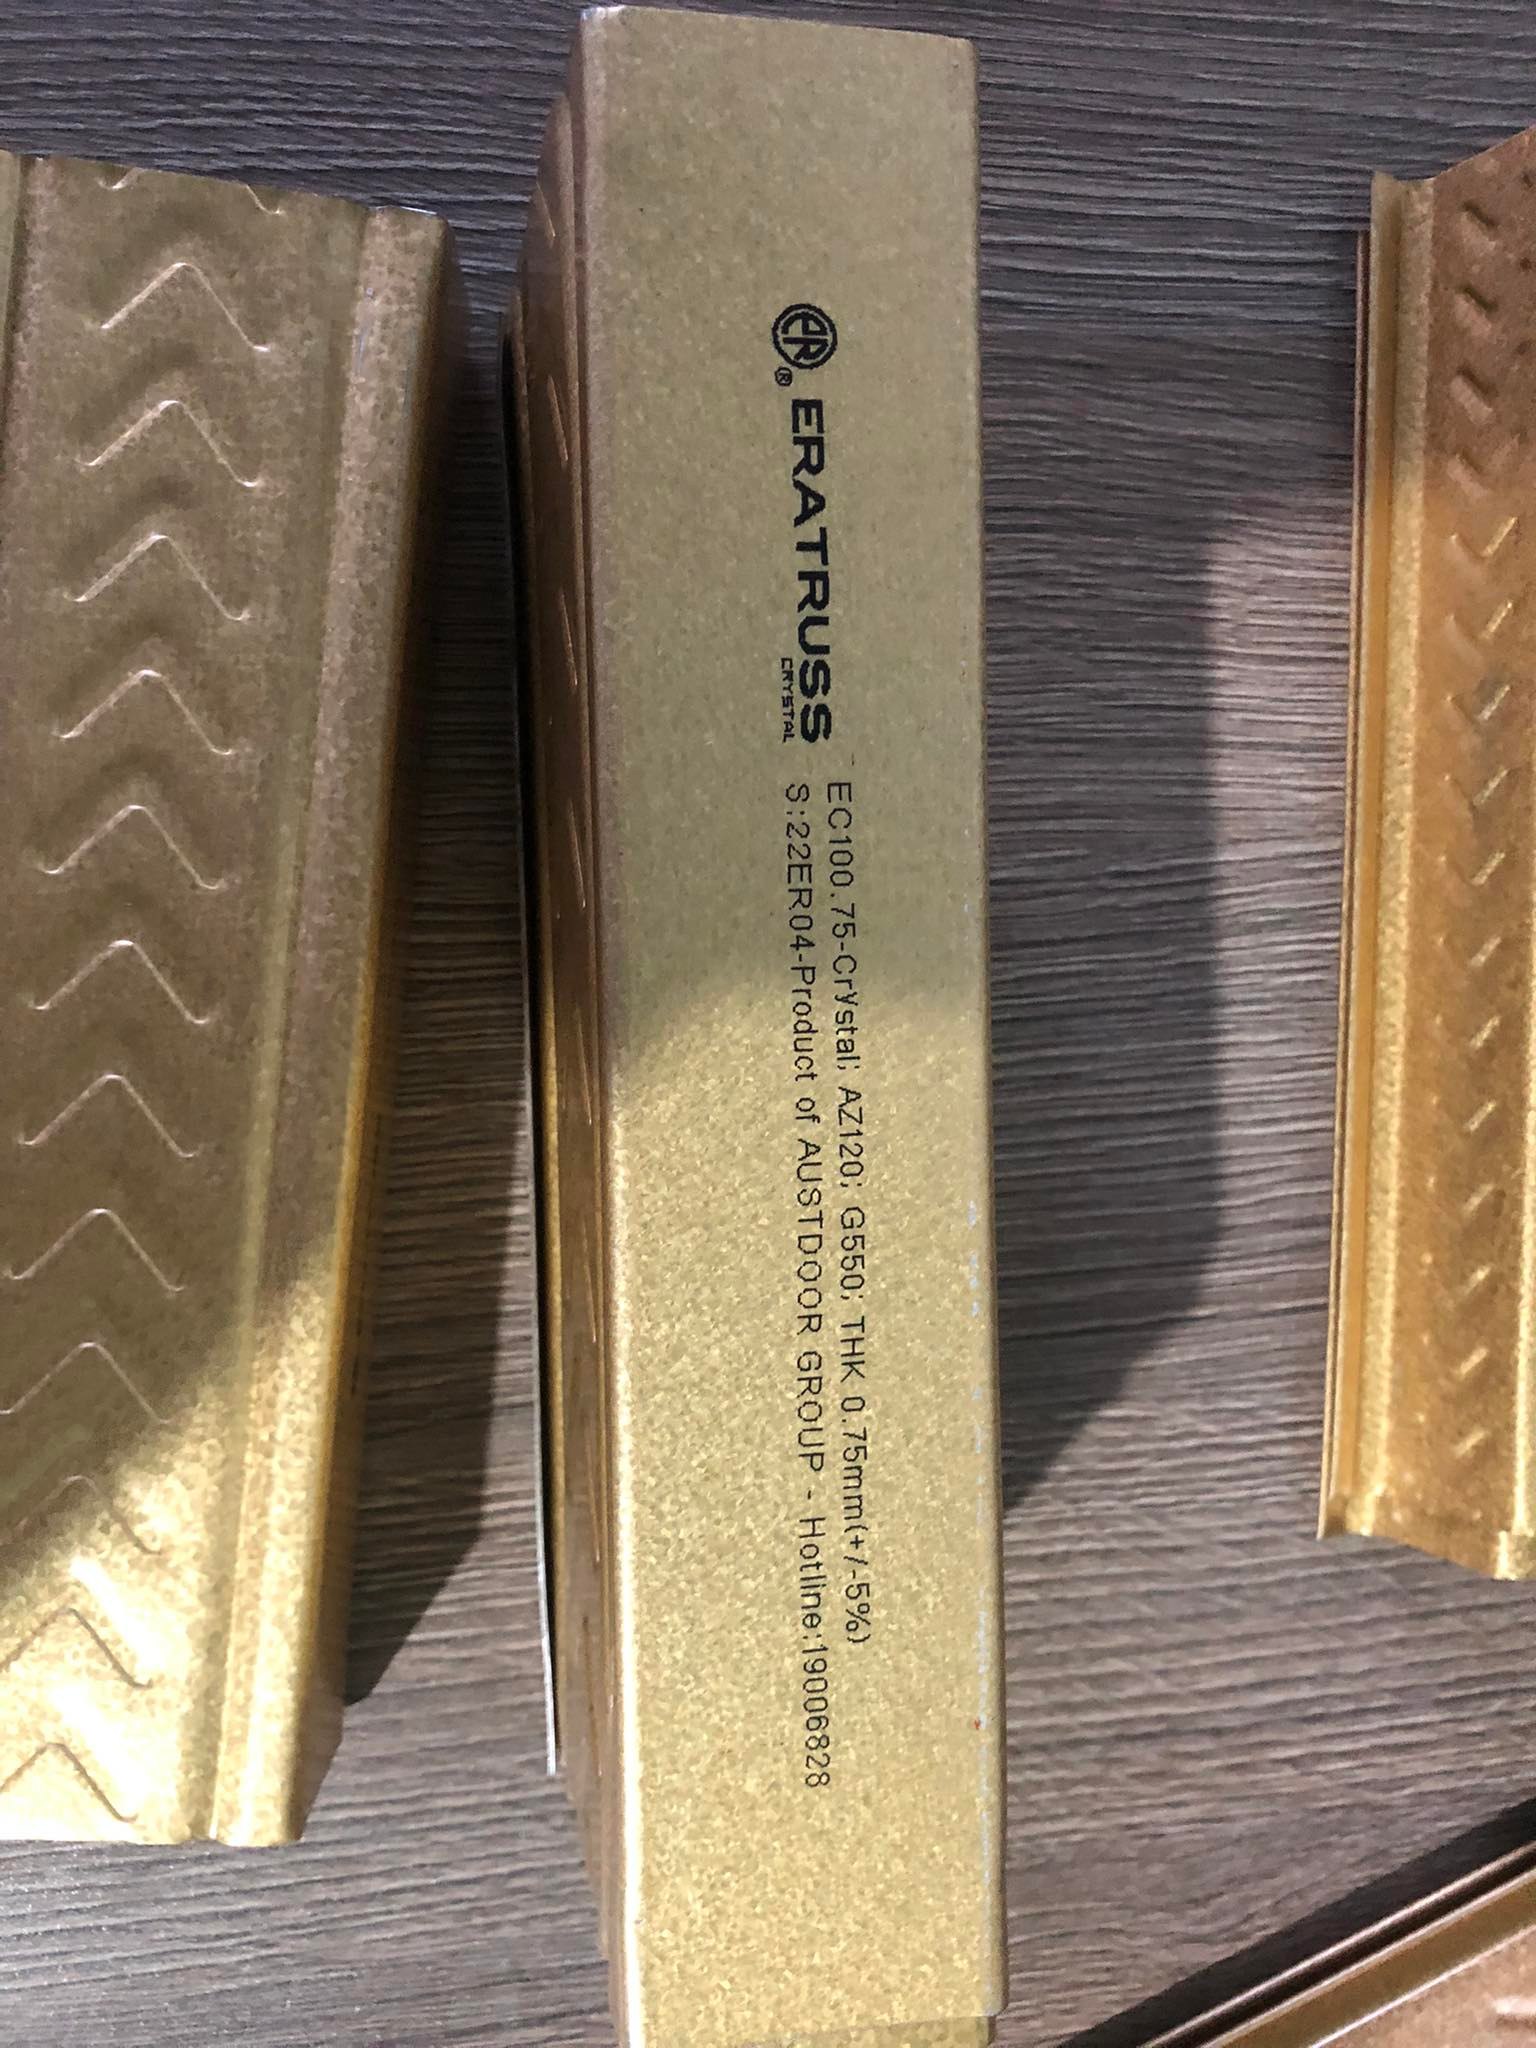 ER®
ERATRUSS
CRYSTAL
EC100.75-Crystal; AZ120; G550; THK 0.75mm(+/-5%)
S:22ER04-Product of AUSTDOOR GROUP - Hotline:19006828